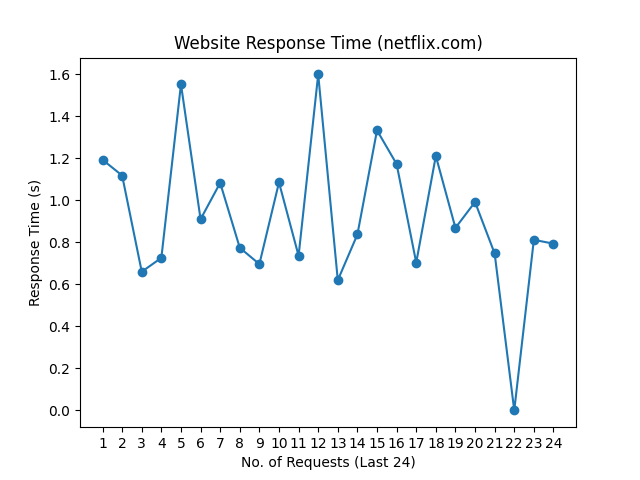 Website Response Time (netflix.com)
Response Time (s)
1.6
1.4
1.2
1.0
0.8
0.6
0.4
0.2
0.0
1 2 3 4 5 6 7 8 9 10 11 12 13 14 15 16 17 18 19 20 21 22 23 24
No. of Requests (Last 24)